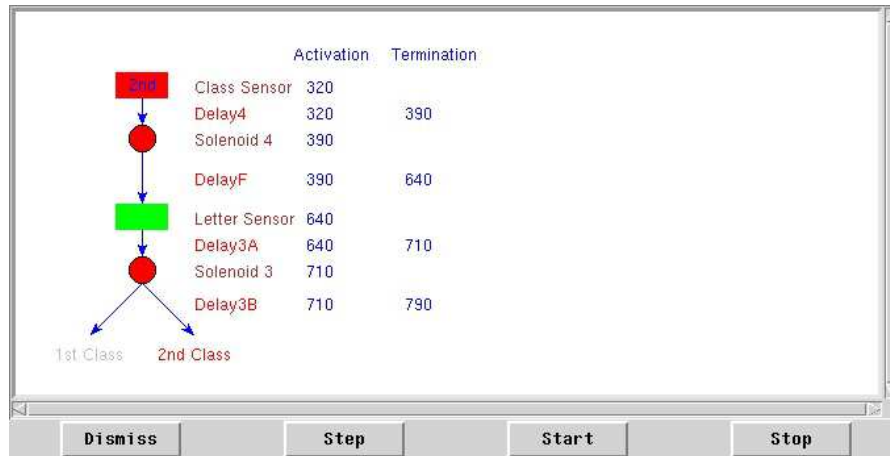 Activation Termination
2nd Class Sensor 320
Delay4 320 390
Solenoid 4 390
DelayF 390 640
Letter Sensor 640
Delay3A 640 710
Solenoid 3 710
Delay3B 710 790
1st Class 2nd Class
Dismiss Step Start Stop